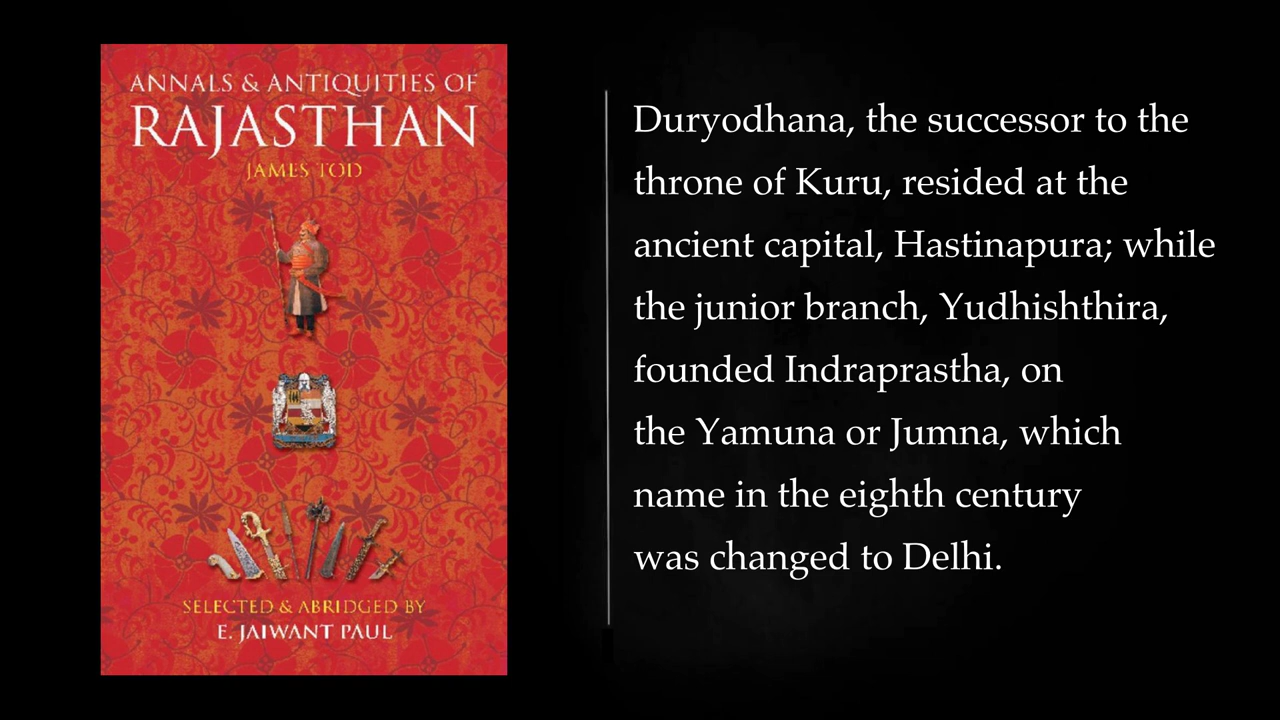 ANNALS & ANTIQUITIES OF
RAJASTHAN
JAMES TOD
SELECTED & ABRIDGED BY
E. JAIWANT PAUL
Duryodhana, the successor to the
throne of Kuru, resided at the
ancient capital, Hastinapura; while
the junior branch, Yudhishthira,
founded Indraprastha, on
the Yamuna or Jumna, which
name in the eighth century
was changed to Delhi.